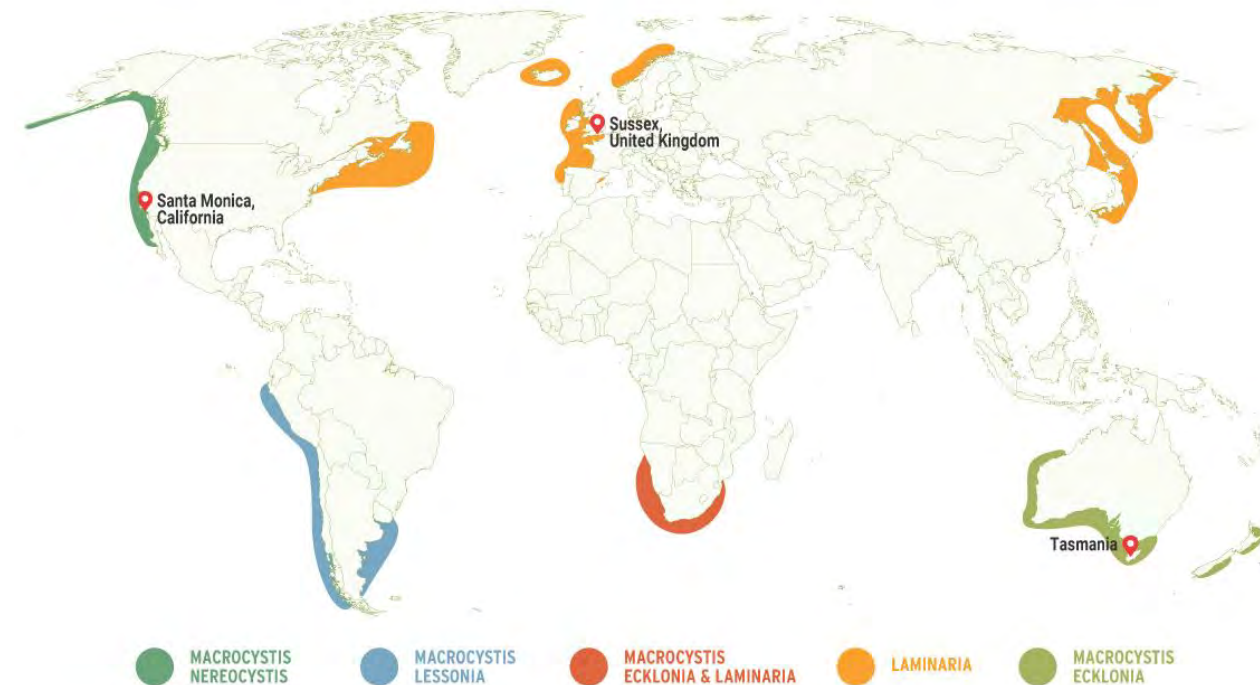 Sussex,
United Kingdom
Santa Monica,
California
Tasmania
MACROCYSTIS
NEREOCYSTIS
MACROCYSTIS
LESSONIA
MACROCYSTIS
ECKLONIA & LAMINARIA
LAMINARIA
MACROCYSTIS
ECKLONIA